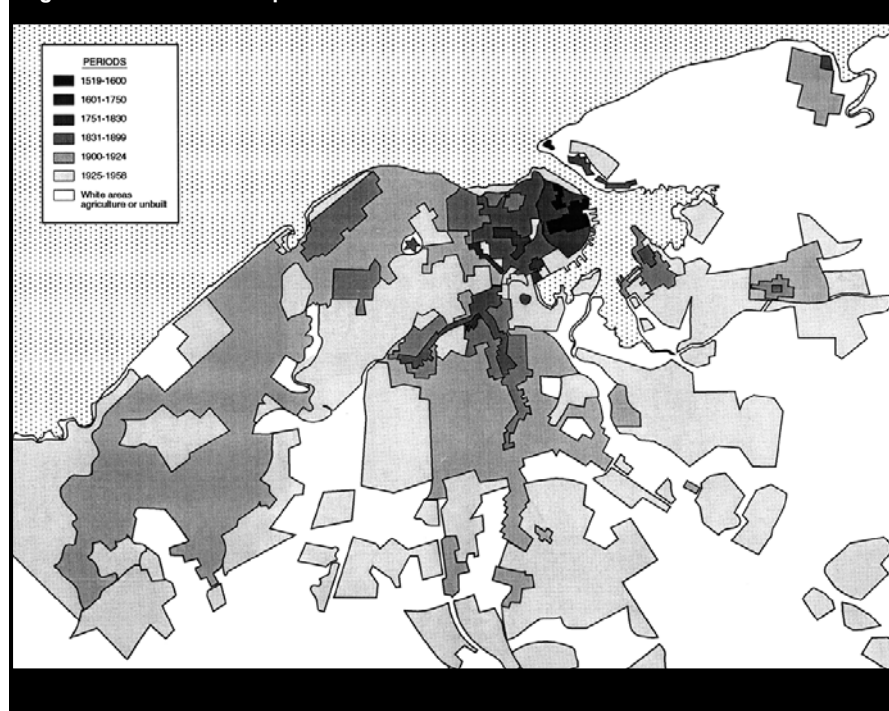 PERIODS
1519-1600
1601-1750
1751-1830
1831-1899
1900-1924
1925-1958
White areas
agriculture or unbuilt